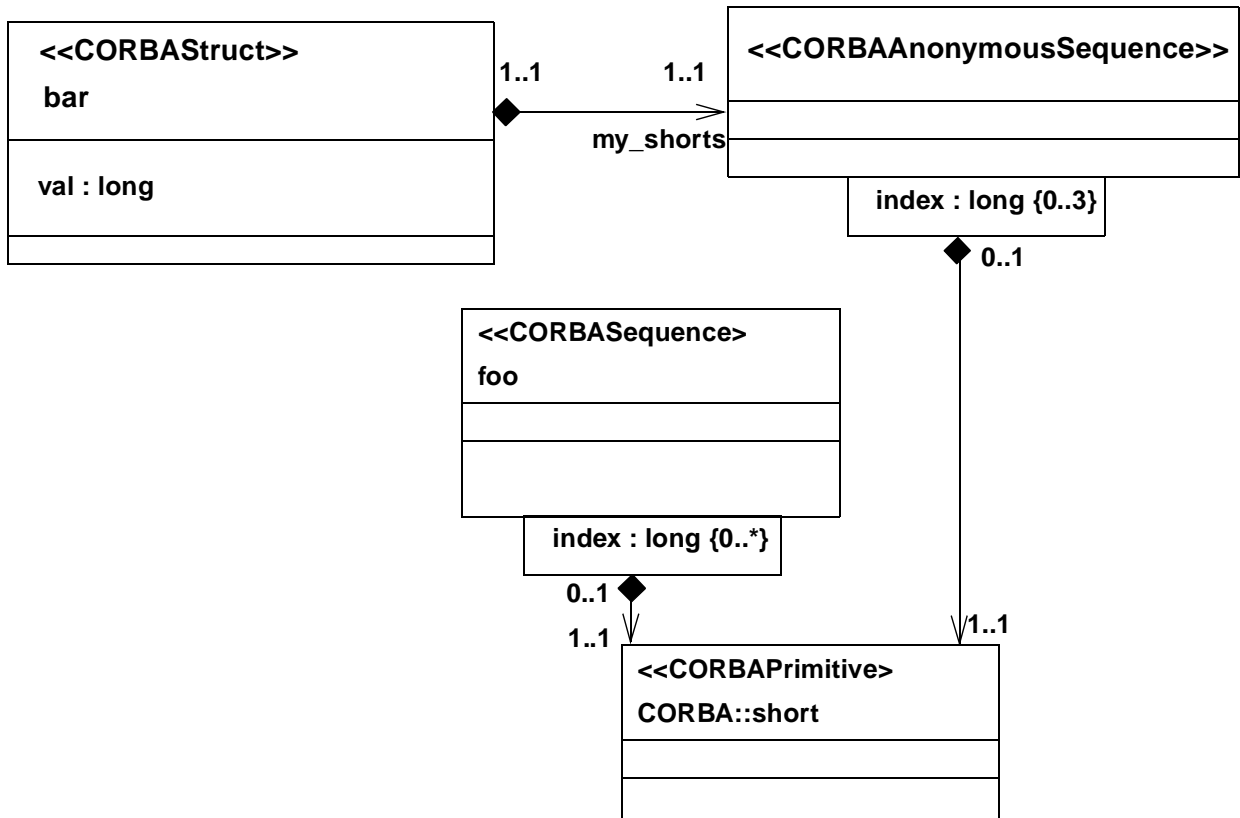 <<CORBAStruct>>
bar
val : long
1..1
1..1
my_shorts
<<CORBAAnonymousSequence>>
index : long {0..3}
0..1
<<CORBASequence>
foo
index : long {0..*}
0..1
1..1
1..1
<<CORBAPrimitive>
CORBA::short